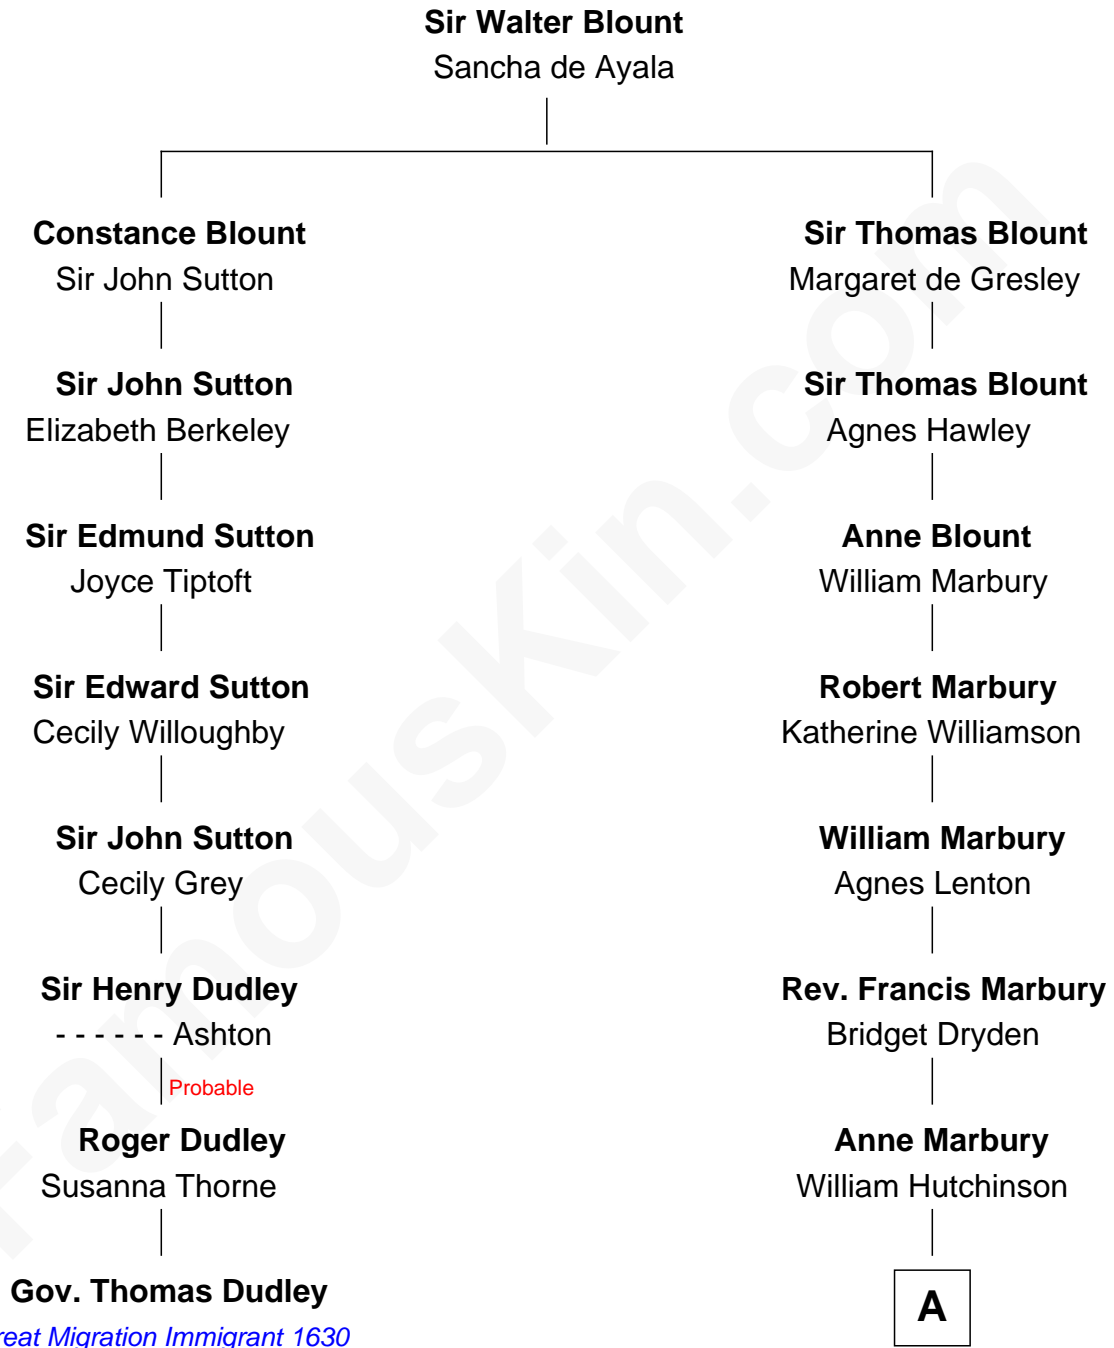 Sir Walter Blount
Sancha de Ayala
Constance Blount
Sir John Sutton
Sir Thomas Blount
Margaret de Gresley
Sir John Sutton
Elizabeth Berkeley
Sir Thomas Blount
Agnes Hawley
Sir Edmund Sutton
Joyce Tiptoft
Anne Blount
William Marbury
Sir Edward Sutton
Cecily Willoughby
Robert Marbury
Katherine Williamson
Sir John Sutton
Cecily Grey
William Marbury
Agnes Lenton
Sir Henry Dudley
- - - - - - Ashton
Probable
Rev. Francis Marbury
Bridget Dryden
Roger Dudley
Susanna Thorne
Anne Marbury
William Hutchinson
Gov. Thomas Dudley
reat Migration Immigrant 1630
A
FamousKin.com